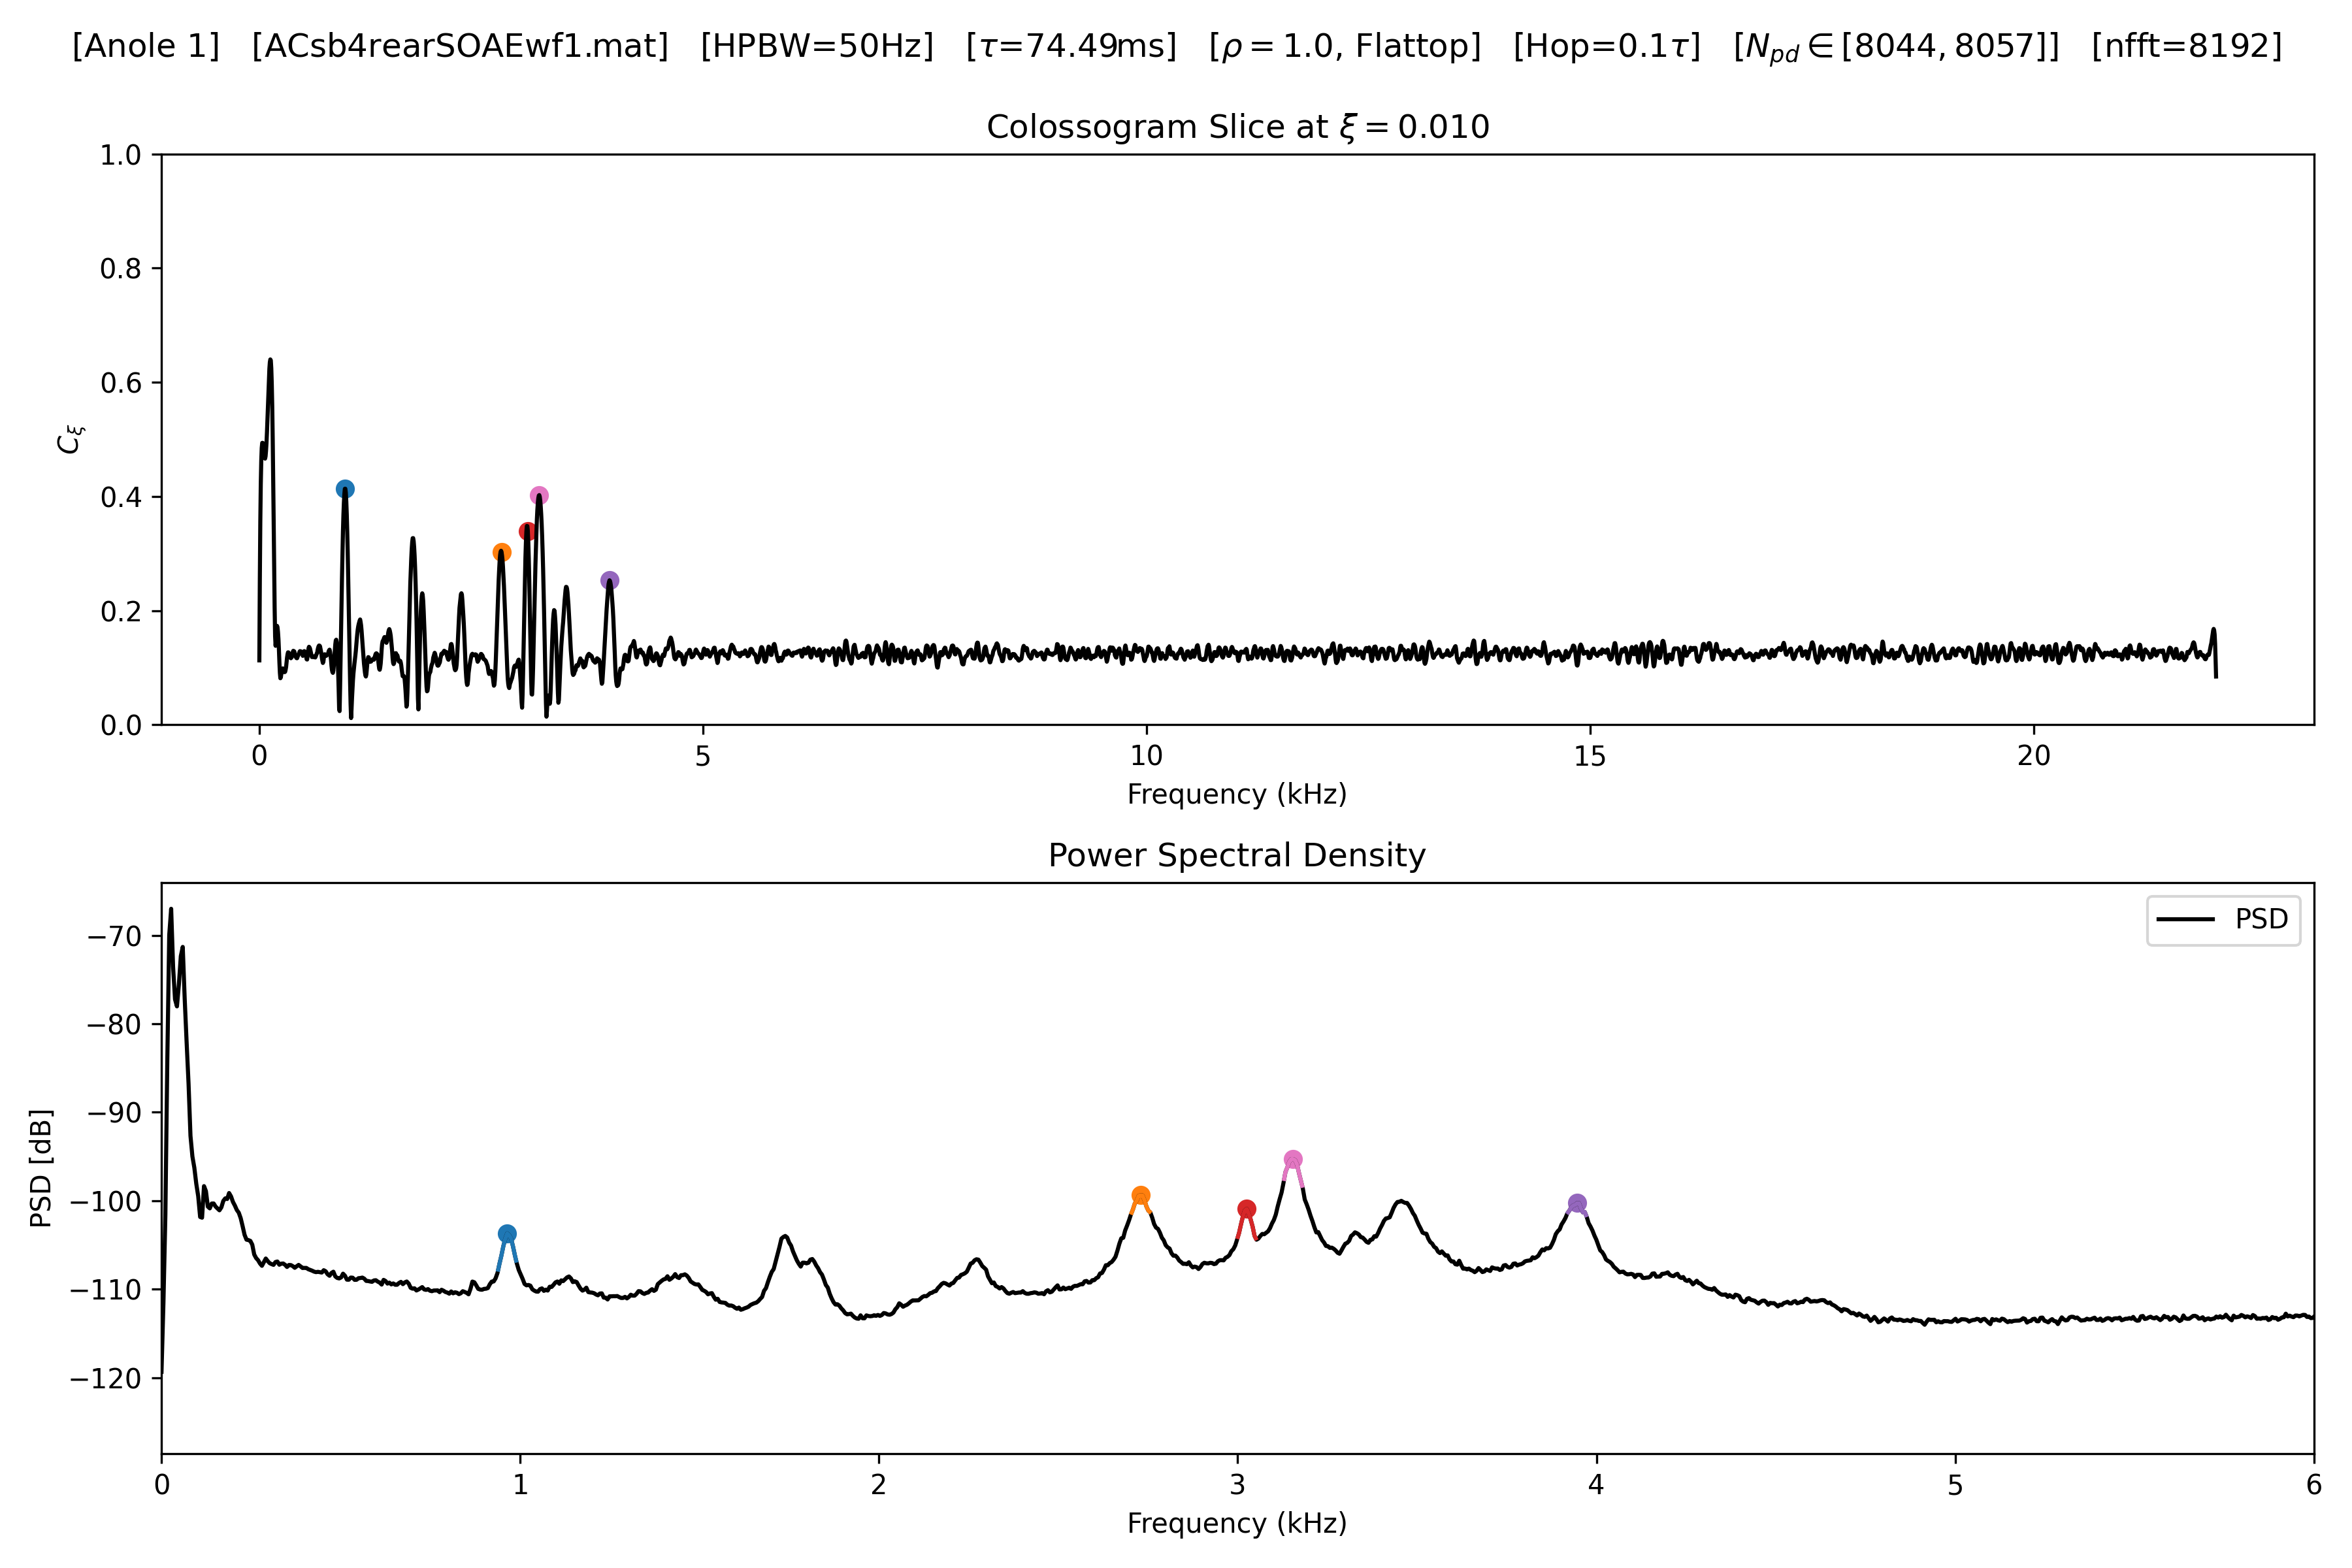 [Anole 1] [ACsb4rearSOAEwf1.mat] [HPBW=50Hz] [τ=74.49ms] [ρ = 1.0, Flattop] [Hop=0.1τ] [N_pd ∈ [8044, 8057]] [nfft=8192]
Colossogram Slice at ξ = 0.010
1.0
0.8
0.6
0.4
0.2
0.0
C_ξ
0 5 10 15 20
Frequency (kHz)
Power Spectral Density
PSD
−70
−80
−90
−100
−110
−120
PSD [dB]
0 1 2 3 4 5 6
Frequency (kHz)